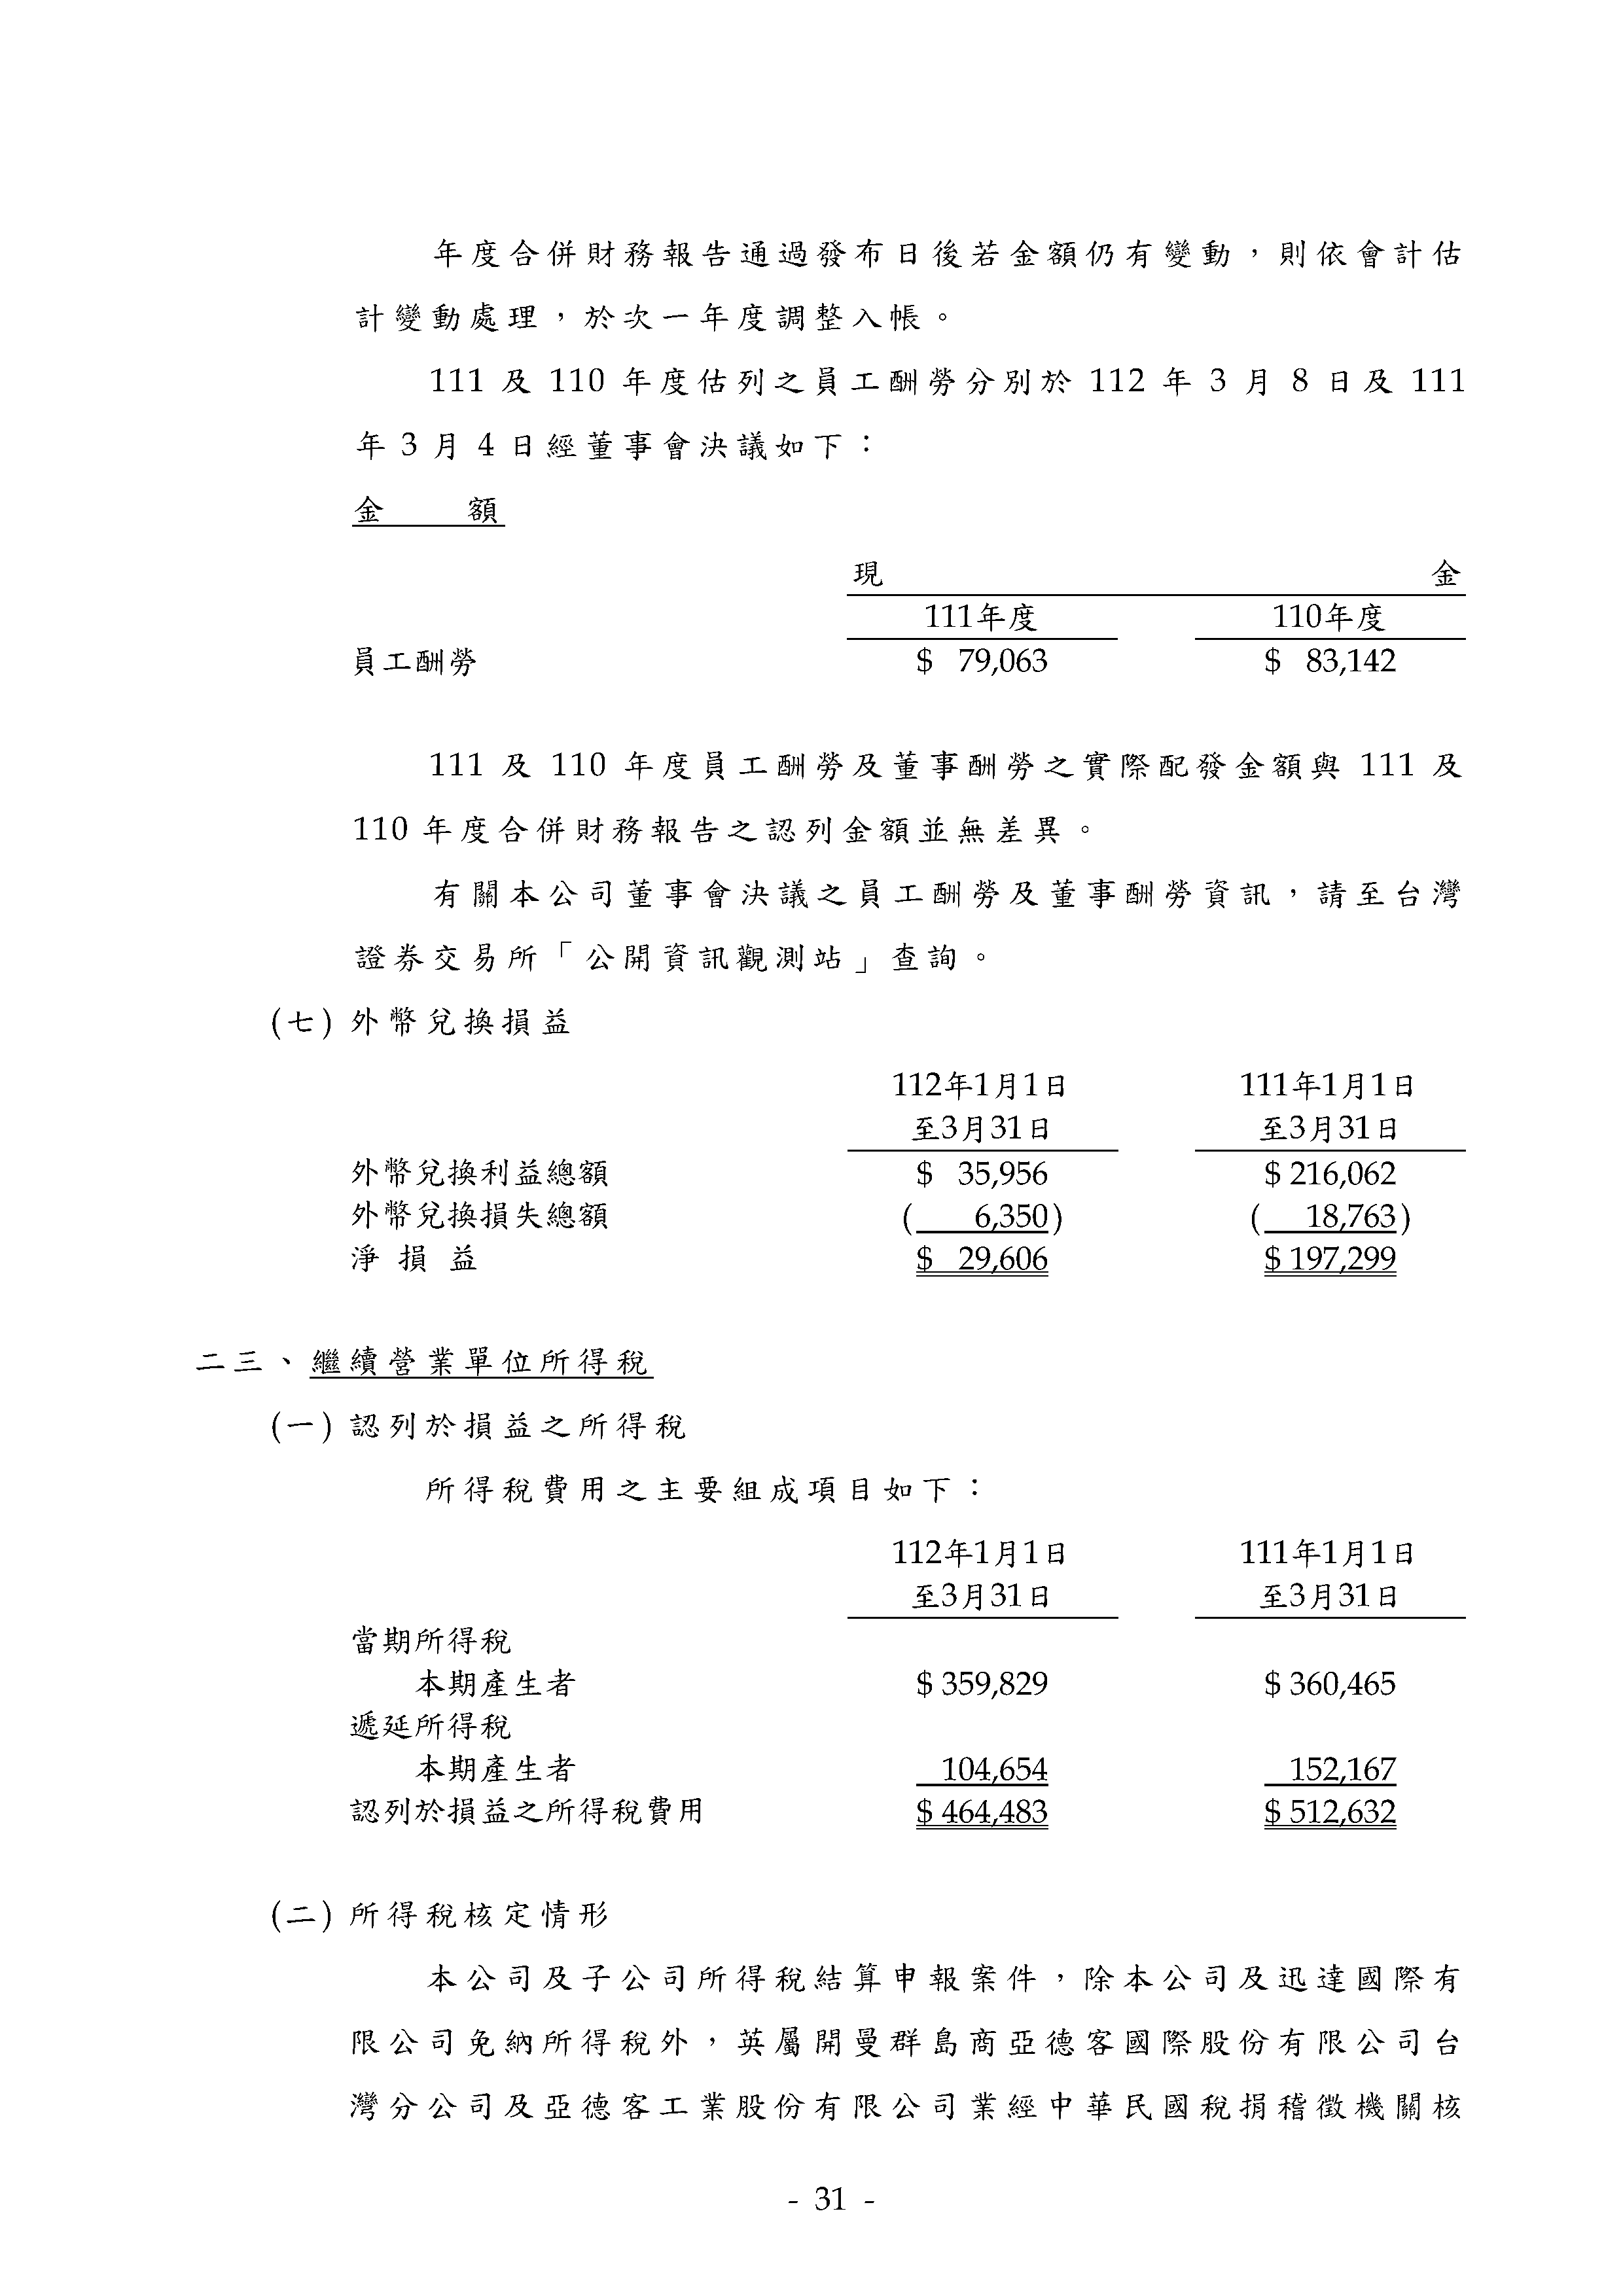 年度合併財務報告通過發布日後若金額仍有變動，則依會計估
計變動處理，於次一年度調整入帳。
111 及 110 年度估列之員工酬勞分別於 112 年 3 月 8 日及 111
年 3 月 4 日經董事會決議如下：
金　　額
現　　金
111年度　110年度
員工酬勞　$ 79,063　$ 83,142
111 及 110 年度員工酬勞及董事酬勞之實際配發金額與 111 及
110 年度合併財務報告之認列金額並無差異。
有關本公司董事會決議之員工酬勞及董事酬勞資訊，請至台灣
證券交易所「公開資訊觀測站」查詢。
(七) 外幣兌換損益
112年1月1日　111年1月1日
至3月31日　至3月31日
外幣兌換利益總額　$ 35,956　$ 216,062
外幣兌換損失總額　( 6,350)　( 18,763)
淨 損 益　$ 29,606　$ 197,299
二三、繼續營業單位所得稅
(一) 認列於損益之所得稅
所得稅費用之主要組成項目如下：
112年1月1日　111年1月1日
至3月31日　至3月31日
當期所得稅
本期產生者　$ 359,829　$ 360,465
遞延所得稅
本期產生者　104,654　152,167
認列於損益之所得稅費用　$ 464,483　$ 512,632
(二) 所得稅核定情形
本公司及子公司所得稅結算申報案件，除本公司及迅達國際有
限公司免納所得稅外，英屬開曼群島商亞德客國際股份有限公司台
灣分公司及亞德客工業股份有限公司業經中華民國稅捐稽徵機關核
- 31 -